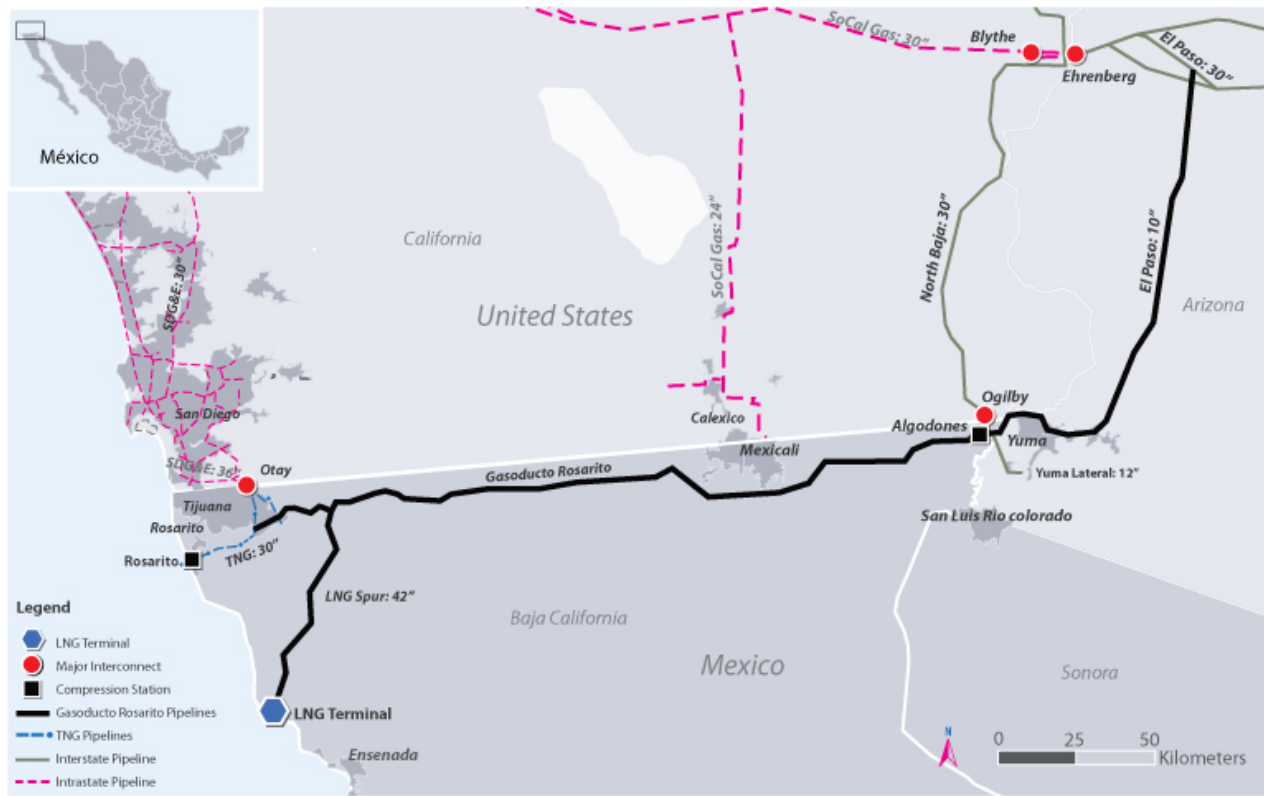 México
SoCal Gas: 30"
Blythe
Ehrenberg
El Paso: 30"
California
SoCal Gas: 24"
North Baja: 30"
El Paso: 10"
Arizona
SDG&E: 30"
United States
San Diego
Calexico
Mexicali
Ogilby
Algodones
Yuma
Yuma Lateral: 12"
SDG&E: 36"
Otay
Gasoducto Rosarito
Tijuana
Rosarito
Rosarito
TNG: 30"
San Luis Rio colorado
LNG Spur: 42"
Baja California
Mexico
Sonora
LNG Terminal
Ensenada
Legend
LNG Terminal
Major Interconnect
Compression Station
Gasoducto Rosarito Pipelines
TNG Pipelines
Interstate Pipeline
Intrastate Pipeline
N
0 25 50
Kilometers